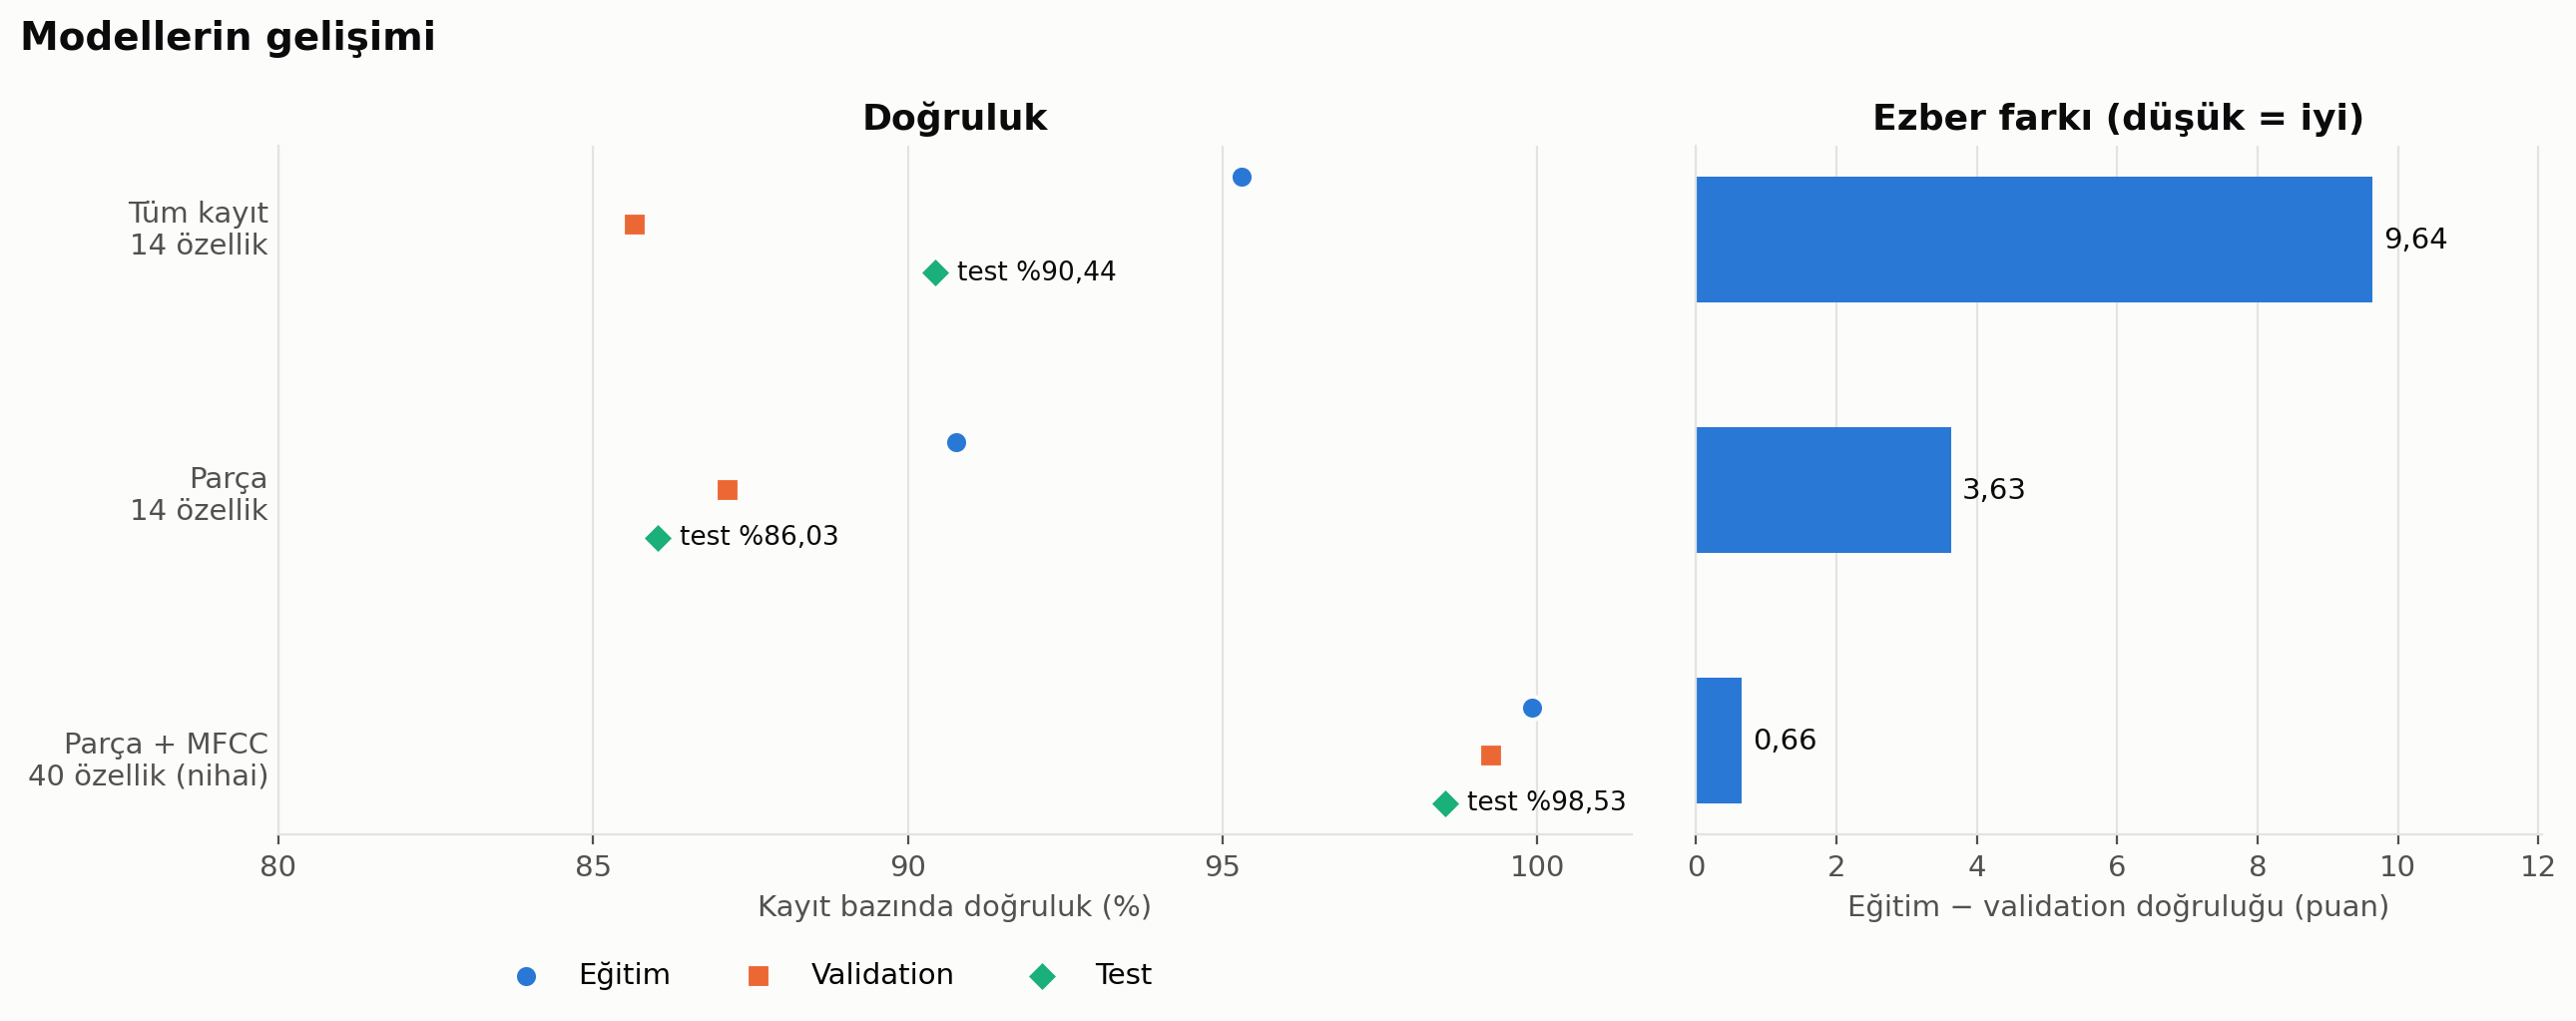 Modellerin gelişimi
Doğruluk
Tüm kayıt
14 özellik
test %90,44
Parça
14 özellik
test %86,03
Parça + MFCC
40 özellik (nihai)
test %98,53
80
85
90
95
100
Kayıt bazında doğruluk (%)
Eğitim
Validation
Test
Ezber farkı (düşük = iyi)
9,64
3,63
0,66
0
2
4
6
8
10
12
Eğitim − validation doğruluğu (puan)